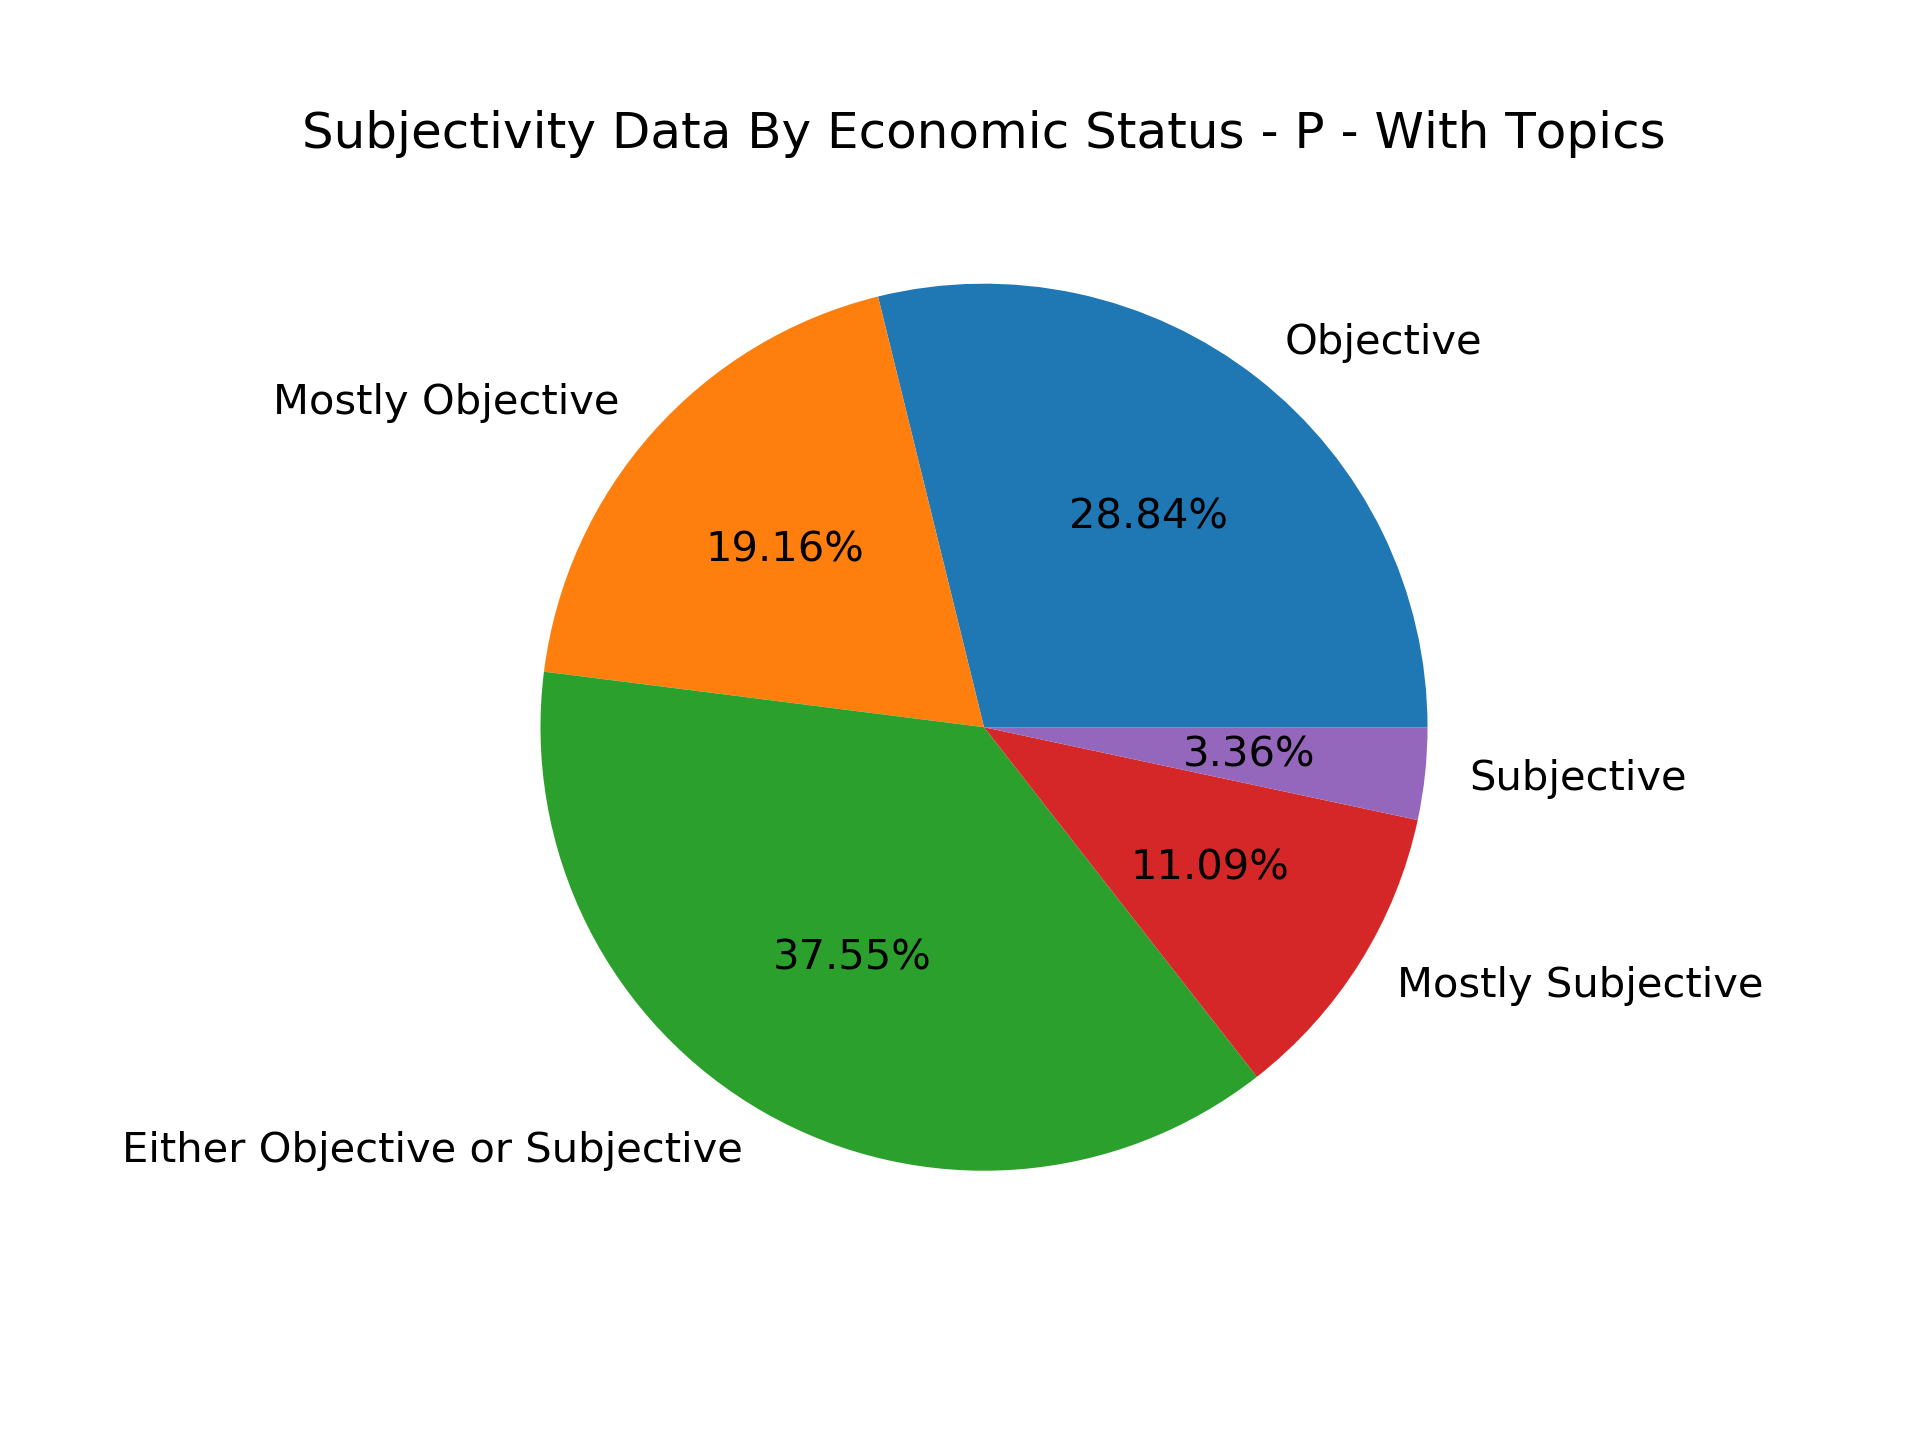 Subjectivity Data By Economic Status - P - With Topics
Objective
Mostly Objective
28.84%
19.16%
3.36%
Subjective
11.09%
37.55%
Mostly Subjective
Either Objective or Subjective